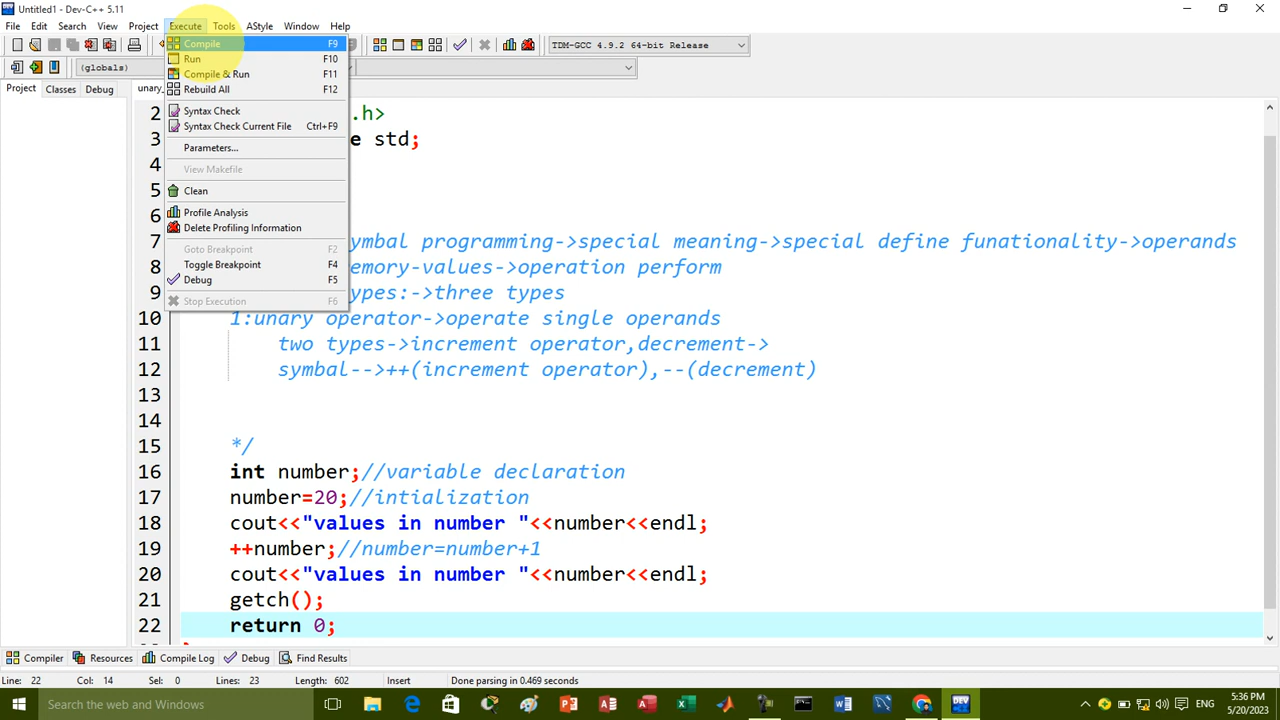 Untitled1 - Dev-C++ 5.11
File Edit Search View Project Execute Tools AStyle Window Help
TDM-GCC 4.9.2 64-bit Release
(globals)
Project Classes Debug
unary_
Compile F9
Run F10
Compile & Run F11
Rebuild All F12
Syntax Check
Syntax Check Current File Ctrl+F9
Parameters...
View Makefile
Clean
Profile Analysis
Delete Profiling Information
Goto Breakpoint F2
Toggle Breakpoint F4
Debug F5
Stop Execution F6
2 .h>
3 e std;
4
5
6
7 ymbal programming->special meaning->special define funationality->operands
8 emory-values->operation perform
9 ypes:->three types
10 1:unary operator->operate single operands
11 two types->increment operator,decrement->
12 symbal-->++(increment operator),--(decrement)
13
14
15 */
16 int number;//variable declaration
17 number=20;//intialization
18 cout<<"values in number "<<number<<endl;
19 ++number;//number=number+1
20 cout<<"values in number "<<number<<endl;
21 getch();
22 return 0;
Compiler Resources Compile Log Debug Find Results
Line: 22 Col: 14 Sel: 0 Lines: 23 Length: 602 Insert Done parsing in 0.469 seconds
Search the web and Windows
ENG
5:36 PM
5/20/2023